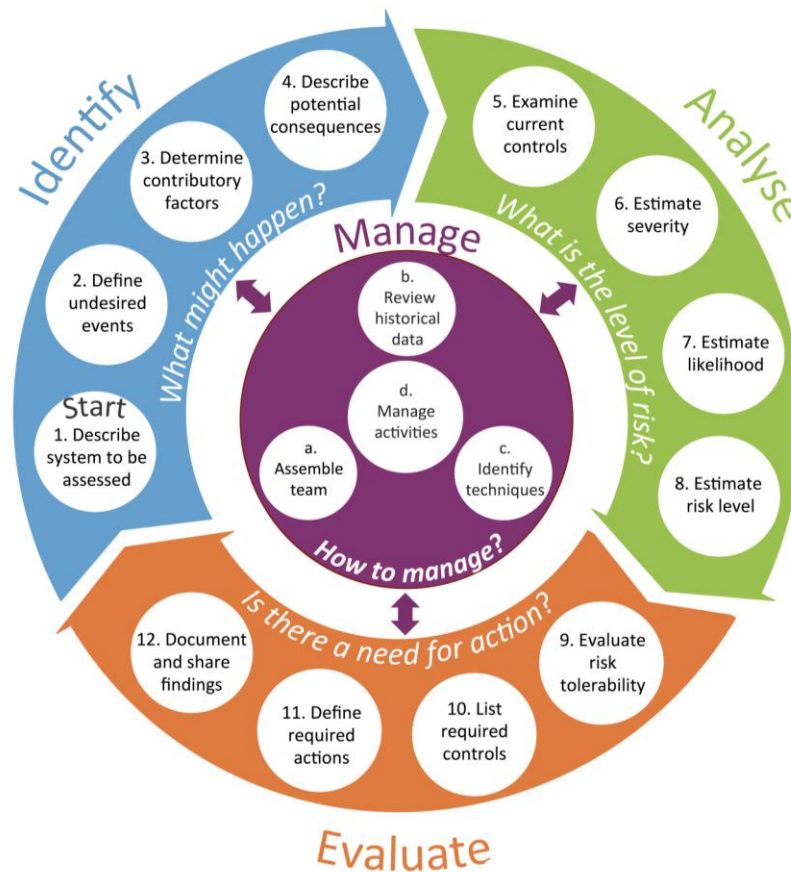 Identify
What might happen?
Start
1. Describe
system to be
assessed
2. Define
undesired
events
3. Determine
contributory
factors
4. Describe
potential
consequences
Analyse
What is the level of risk?
5. Examine
current
controls
6. Estimate
severity
7. Estimate
likelihood
8. Estimate
risk level
Evaluate
Is there a need for action?
9. Evaluate
risk
tolerability
10. List
required
controls
11. Define
required
actions
12. Document
and share
findings
Manage
How to manage?
a.
Assemble
team
b.
Review
historical
data
c.
Identify
techniques
d.
Manage
activities